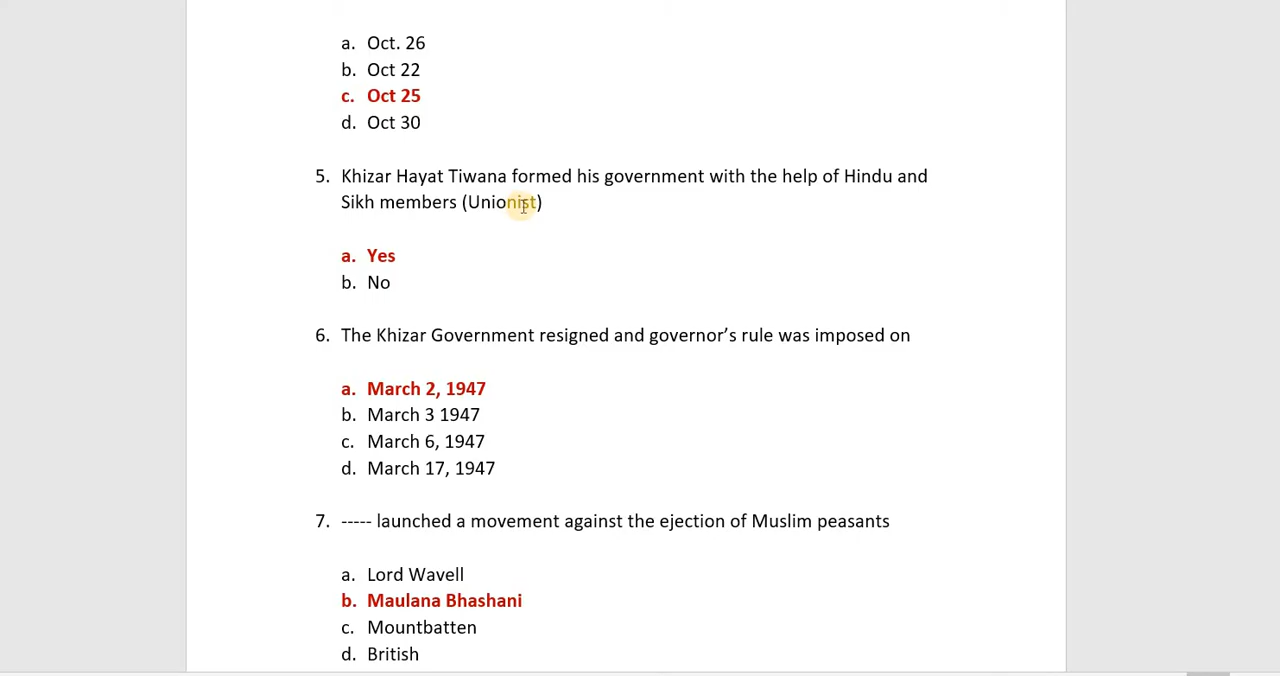 a. Oct. 26
b. Oct 22
c. Oct 25
d. Oct 30
5. Khizar Hayat Tiwana formed his government with the help of Hindu and
Sikh members (Unionist)
a. Yes
b. No
6. The Khizar Government resigned and governor’s rule was imposed on
a. March 2, 1947
b. March 3 1947
c. March 6, 1947
d. March 17, 1947
7. ----- launched a movement against the ejection of Muslim peasants
a. Lord Wavell
b. Maulana Bhashani
c. Mountbatten
d. British